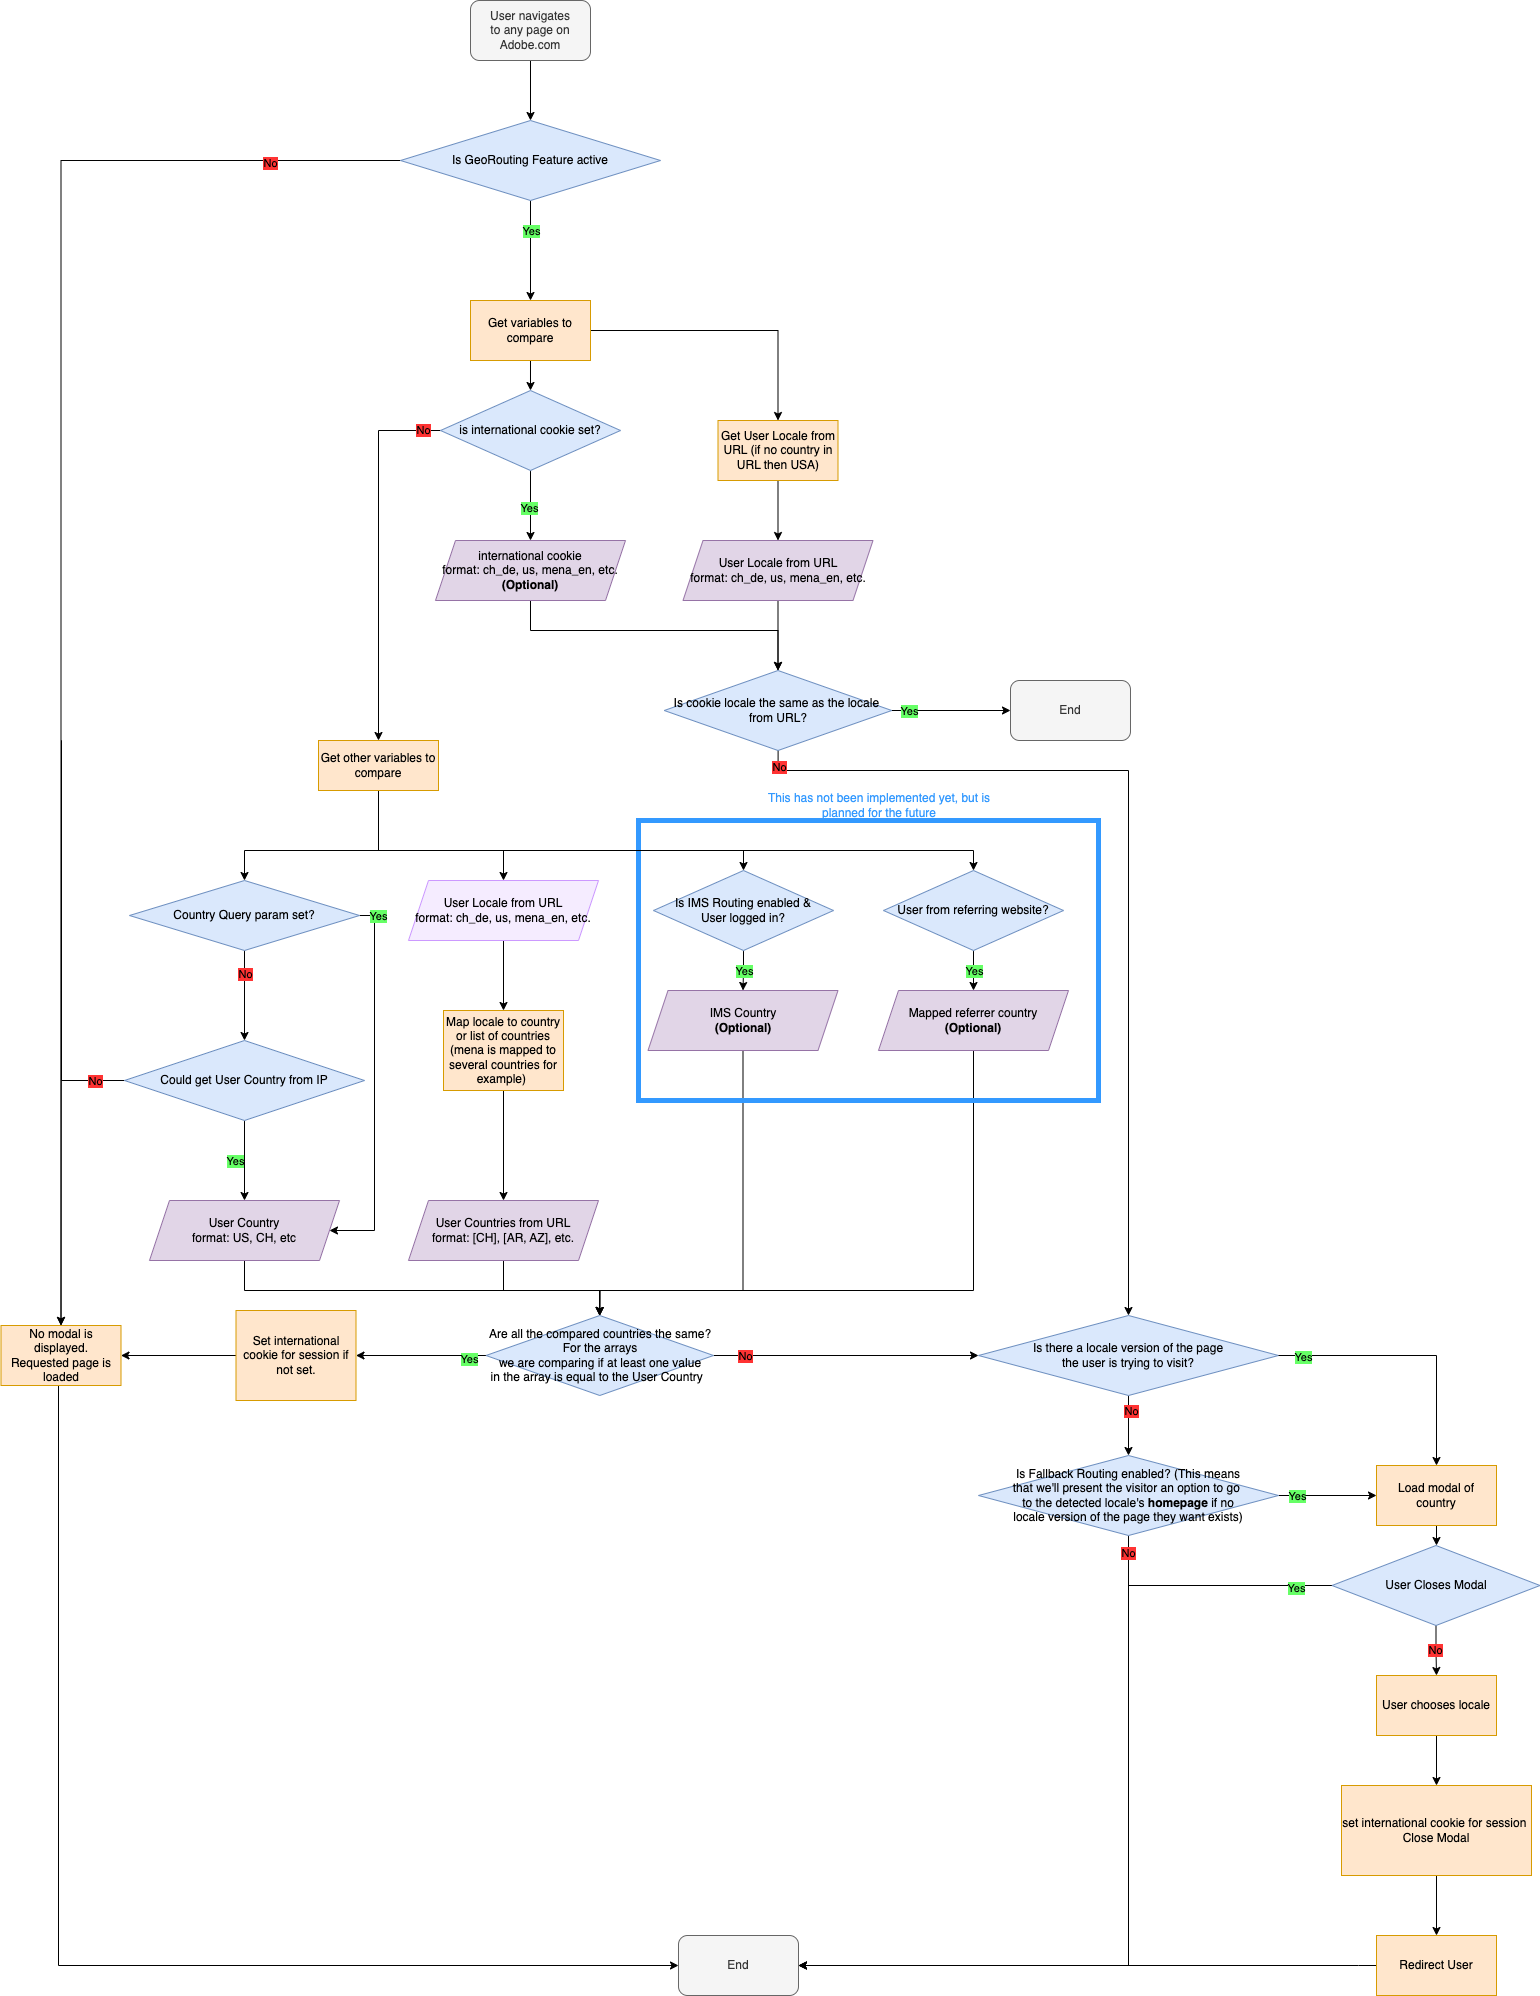 User navigates
to any page on
Adobe.com
Is GeoRouting Feature active
No
Yes
Get variables to
compare
is international cookie set?
No
Get User Locale from
URL (if no country in
URL then USA)
Yes
international cookie
format: ch_de, us, mena_en, etc.
(Optional)
User Locale from URL
format: ch_de, us, mena_en, etc.
Is cookie locale the same as the locale
from URL?
Yes
End
No
Get other variables to
compare
This has not been implemented yet, but is
planned for the future
Country Query param set?
Yes
No
User Locale from URL
format: ch_de, us, mena_en, etc.
Is IMS Routing enabled &
User logged in?
Yes
User from referring website?
Yes
IMS Country
(Optional)
Mapped referrer country
(Optional)
Map locale to country
or list of countries
(mena is mapped to
several countries for
example)
Could get User Country from IP
No
Yes
User Country
format: US, CH, etc
User Countries from URL
format: [CH], [AR, AZ], etc.
No modal is
displayed.
Requested page is
loaded
Set international
cookie for session if
not set.
Yes
Are all the compared countries the same?
For the arrays
we are comparing if at least one value
in the array is equal to the User Country
No
Is there a locale version of the page
the user is trying to visit?
Yes
No
Is Fallback Routing enabled? (This means
that we'll present the visitor an option to go
to the detected locale's homepage if no
locale version of the page they want exists)
Yes
No
Load modal of
country
User Closes Modal
Yes
No
User chooses locale
set international cookie for session
Close Modal
Redirect User
End